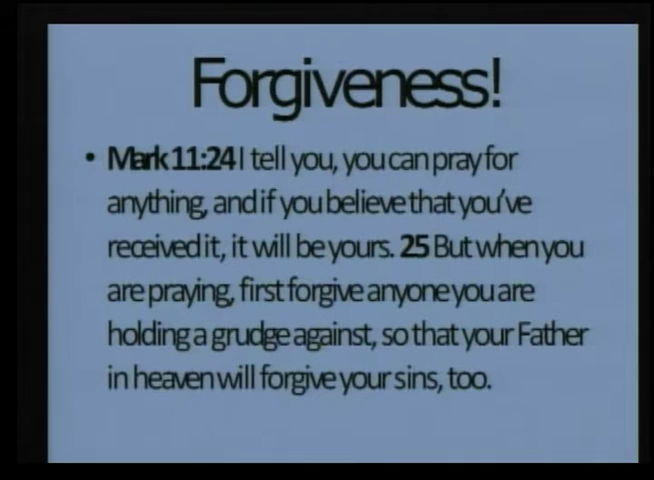 Forgiveness!
• Mark 11:24 I tell you, you can pray for
anything, and if you believe that you've
received it, it will be yours. 25 But when you
are praying, first forgive anyone you are
holding a grudge against, so that your Father
in heaven will forgive your sins, too.